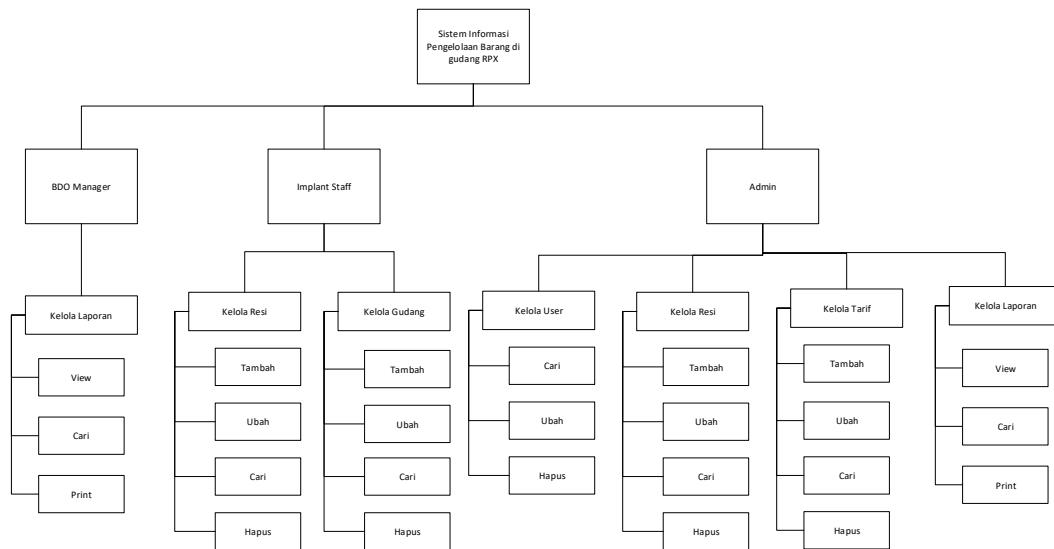 Sistem Informasi
Pengelolaan Barang di
gudang RPX
BDO Manager
Implant Staff
Admin
Kelola Laporan
View
Cari
Print
Kelola Resi
Tambah
Ubah
Cari
Hapus
Kelola Gudang
Tambah
Ubah
Cari
Hapus
Kelola User
Cari
Ubah
Hapus
Kelola Resi
Tambah
Ubah
Cari
Hapus
Kelola Tarif
Tambah
Ubah
Cari
Hapus
Kelola Laporan
View
Cari
Print